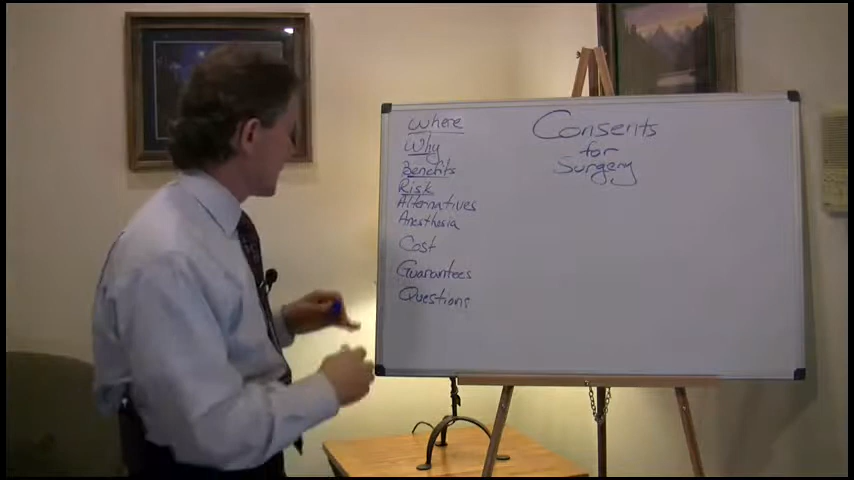 Where
Why
Benefits
Risk
Alternatives
Anesthesia
Cost
Guarantees
Questions
Consents
for
Surgery